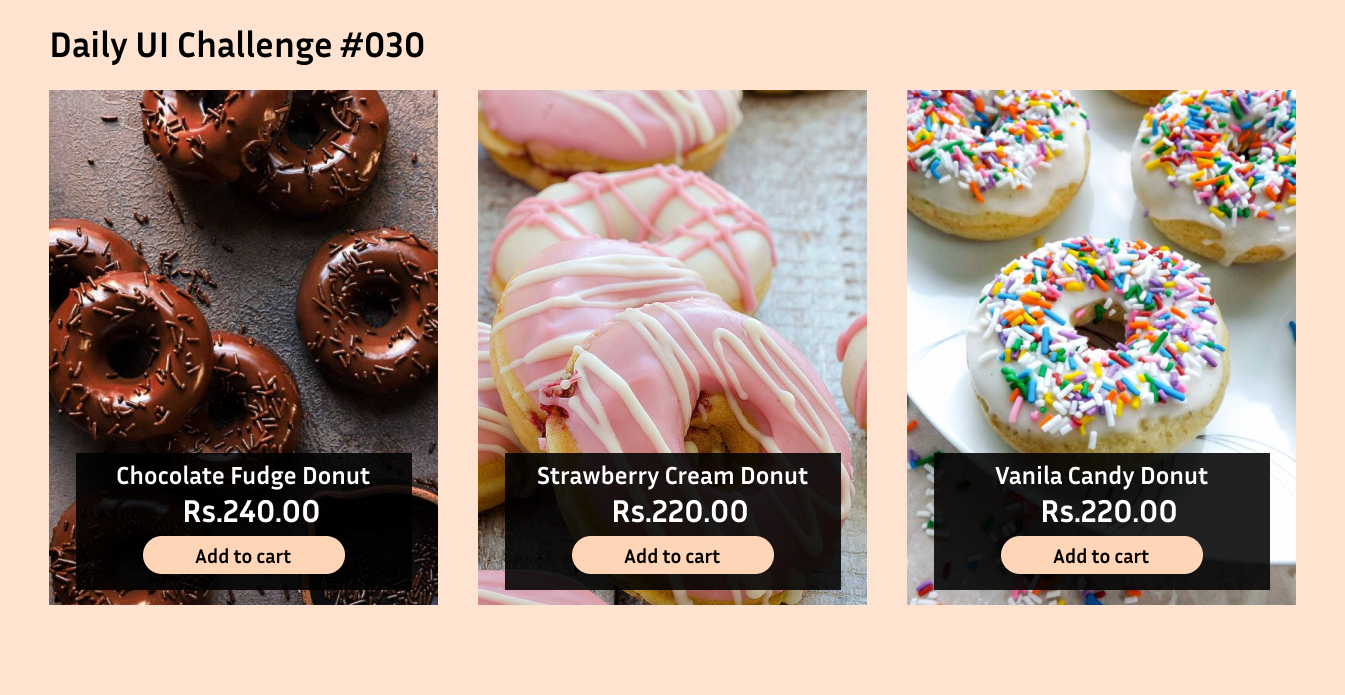 Daily UI Challenge #030
Chocolate Fudge Donut
Rs.240.00
Add to cart
Strawberry Cream Donut
Rs.220.00
Add to cart
Vanila Candy Donut
Rs.220.00
Add to cart